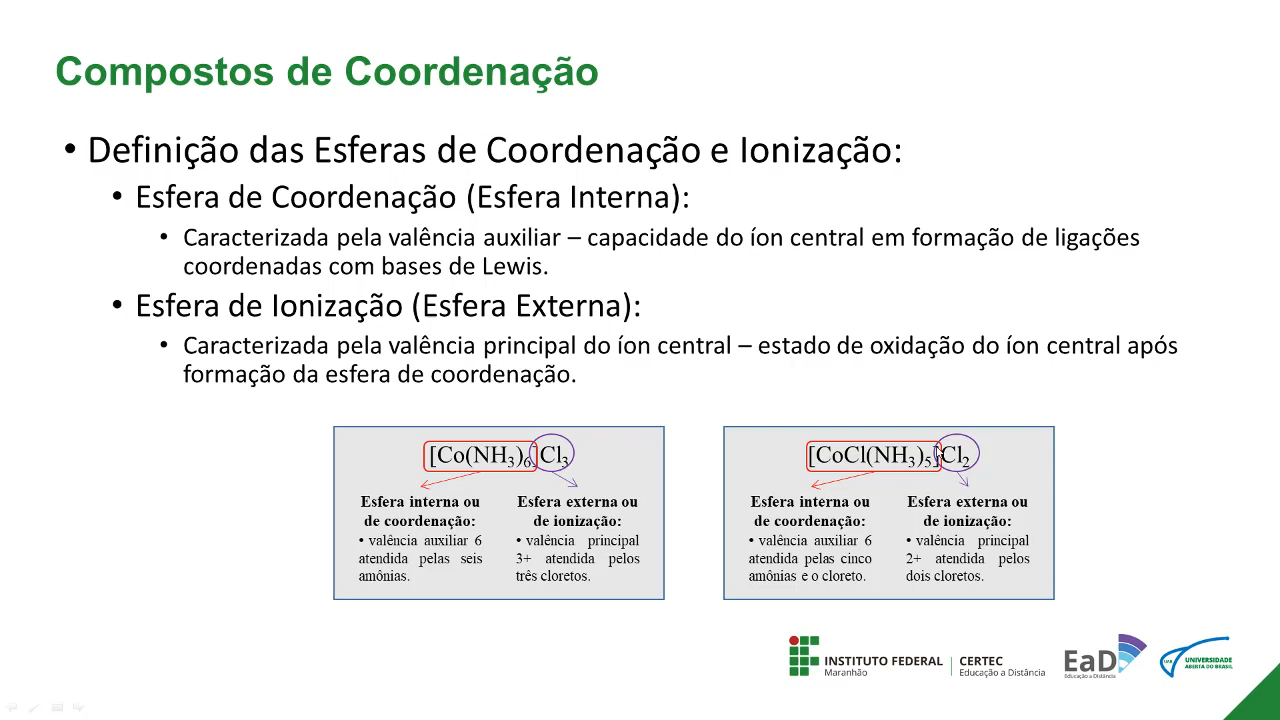 Compostos de Coordenação
• Definição das Esferas de Coordenação e Ionização:
• Esfera de Coordenação (Esfera Interna):
• Caracterizada pela valência auxiliar – capacidade do íon central em formação de ligações
coordenadas com bases de Lewis.
• Esfera de Ionização (Esfera Externa):
• Caracterizada pela valência principal do íon central – estado de oxidação do íon central após
formação da esfera de coordenação.
[Co(NH₃)₆]Cl₃
Esfera interna ou
de coordenação:
• valência auxiliar 6
atendida pelas seis
amônias.
Esfera externa ou
de ionização:
• valência principal
3+ atendida pelos
três cloretos.
[CoCl(NH₃)₅]Cl₂
Esfera interna ou
de coordenação:
• valência auxiliar 6
atendida pelas cinco
amônias e o cloreto.
Esfera externa ou
de ionização:
• valência principal
2+ atendida pelos
dois cloretos.
INSTITUTO FEDERAL
Maranhão
CERTEC
Educação a Distância
EaD
Educação a Distância
UAB
UNIVERSIDADE
ABERTA DO BRASIL